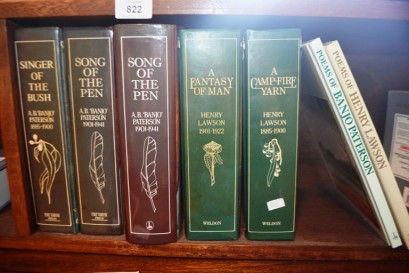 822
SINGER
OF THE
BUSH
A.B. 'BANJO'
PATERSON
1885-1900
SONG
OF THE
PEN
A.B. 'BANJO'
PATERSON
1901-1941
SONG
OF THE
PEN
A.B. 'BANJO'
PATERSON
1901-1941
A
FANTASY
OF MAN
HENRY
LAWSON
1901-1922
WELDON
A
CAMP-FIRE
YARN
HENRY
LAWSON
1885-1900
WELDON
POEMS OF BANJO PATERSON
POEMS OF HENRY LAWSON